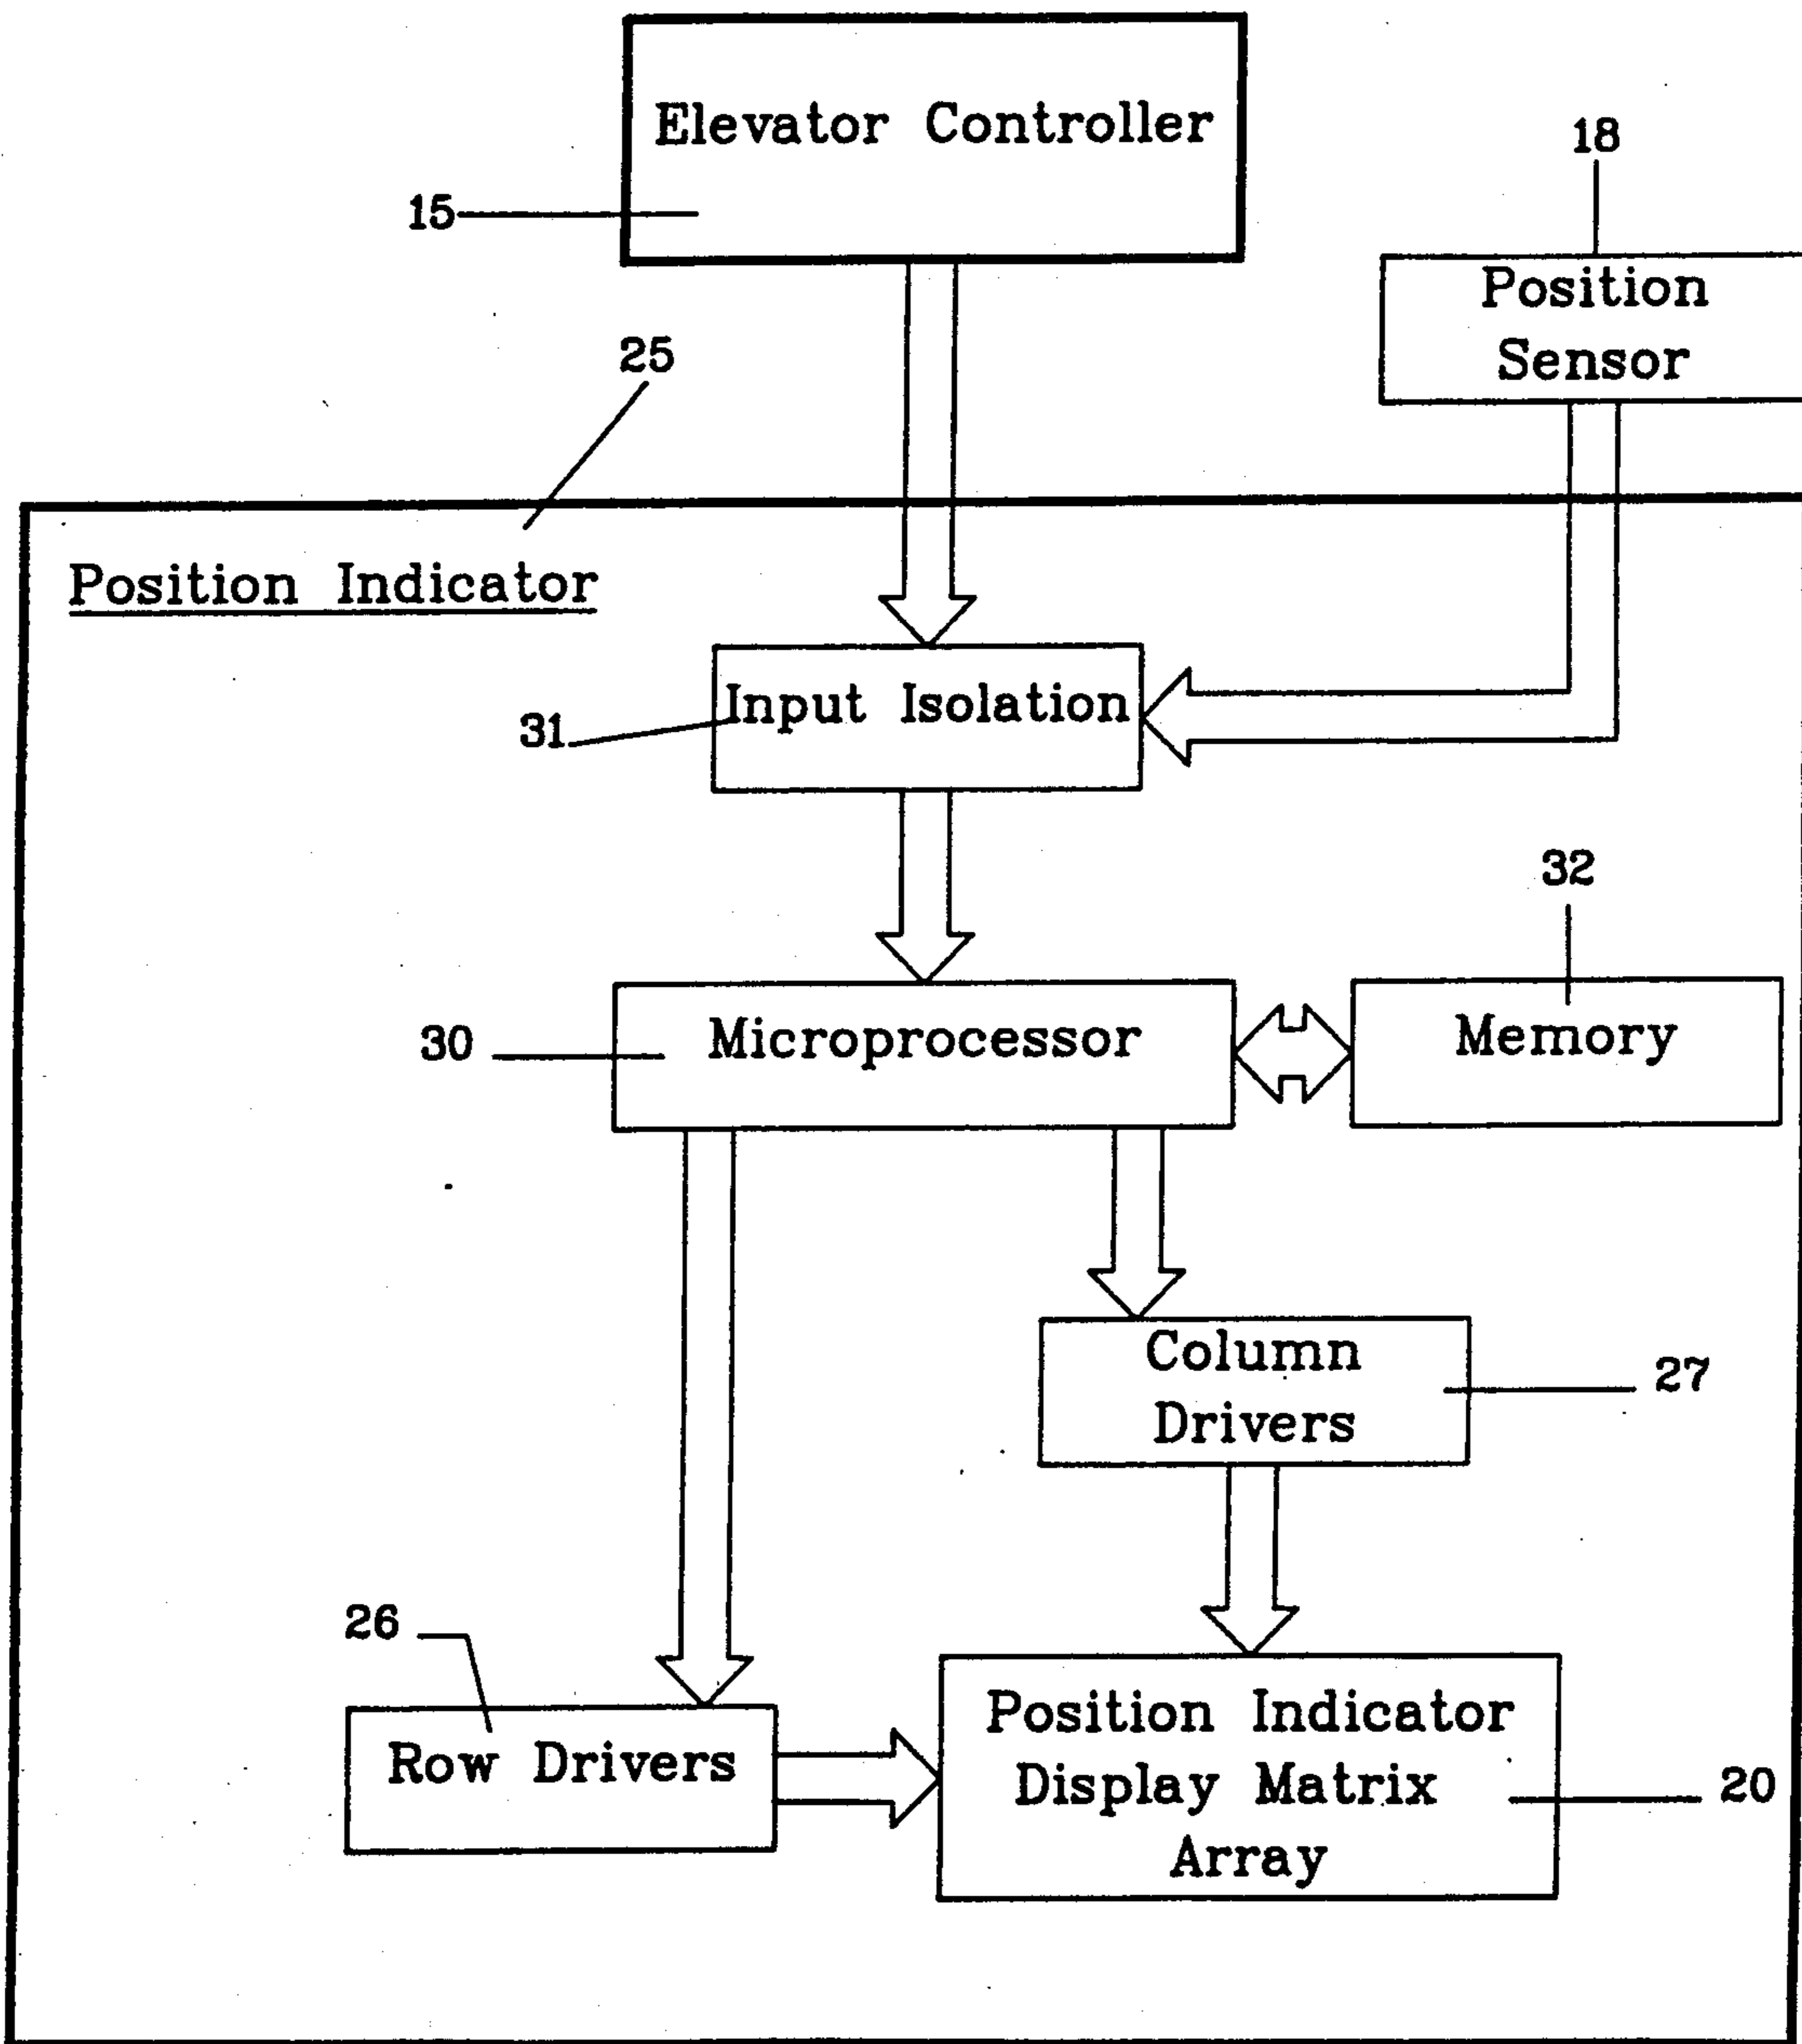 Elevator Controller
15
18
Position
Sensor
25
Position Indicator
Input Isolation
31
32
30
Microprocessor
Memory
Column
Drivers
27
26
Row Drivers
Position Indicator
Display Matrix
Array
20